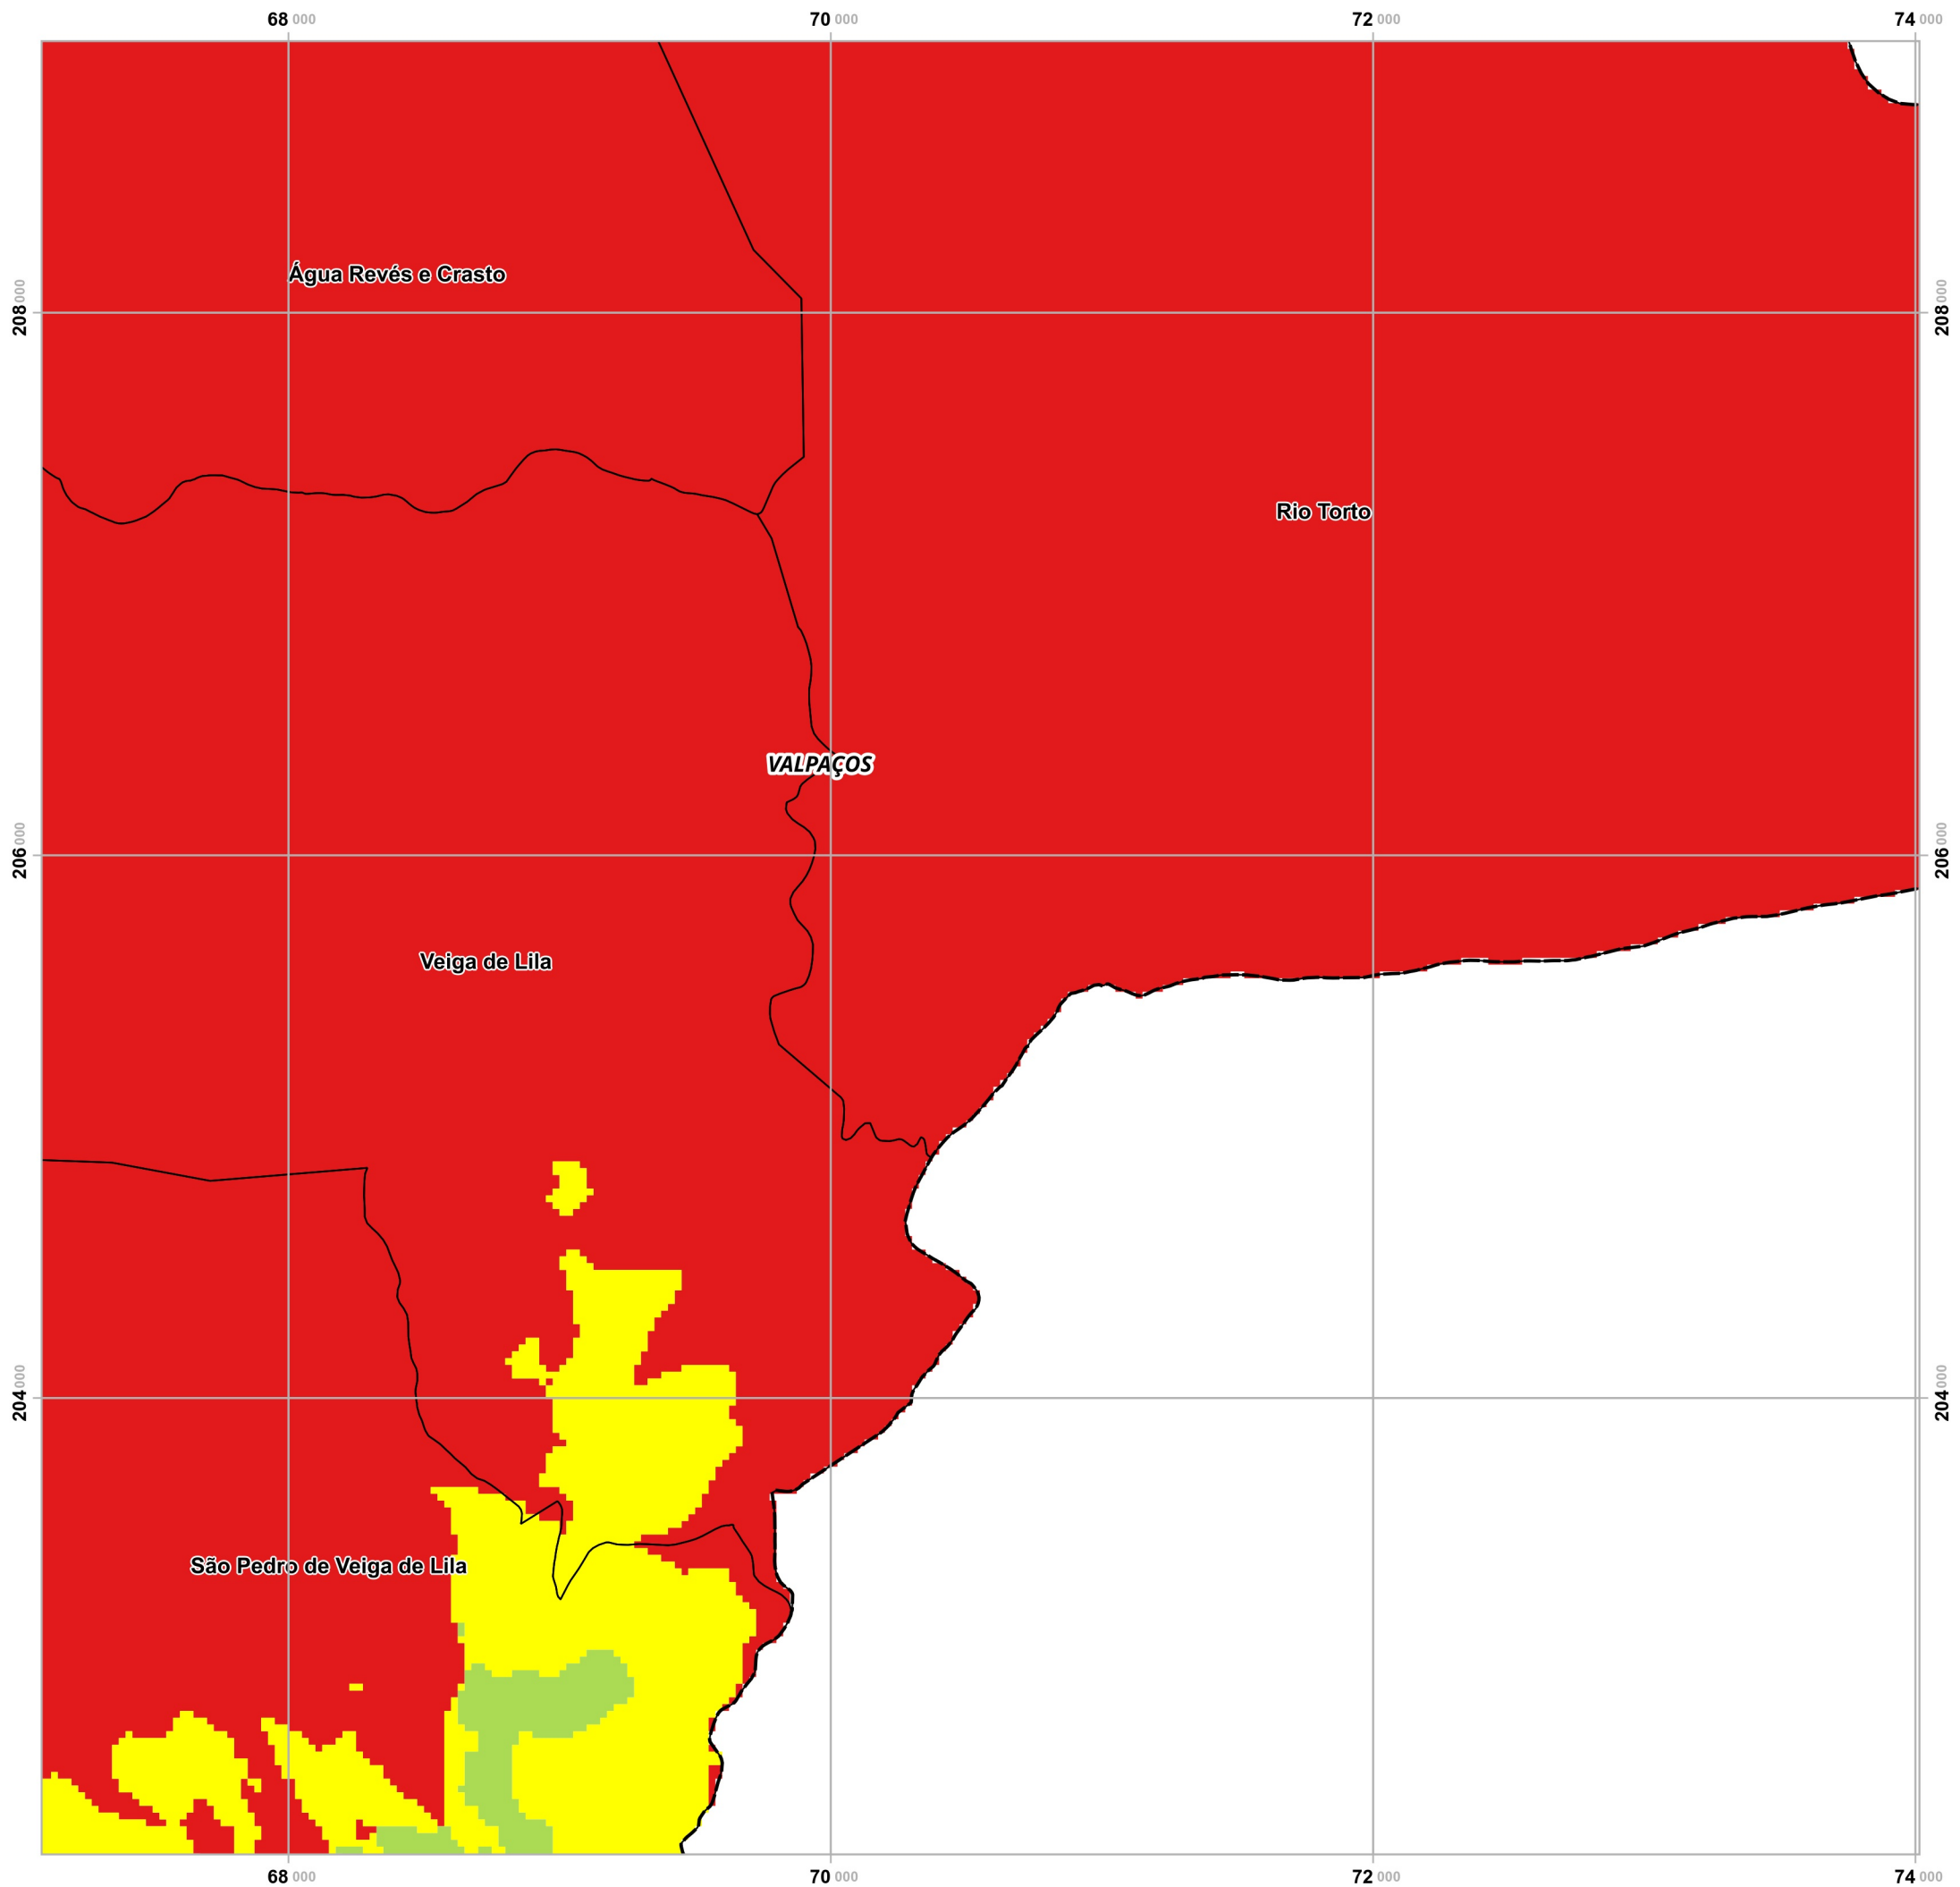 68 000 70 000 72 000 74 000
Água Revés e Crasto
208 000 208 000
Rio Torto
VALPAÇOS
206 000 206 000
Veiga de Lila
204 000 204 000
São Pedro de Veiga de Lila
68 000 70 000 72 000 74 000